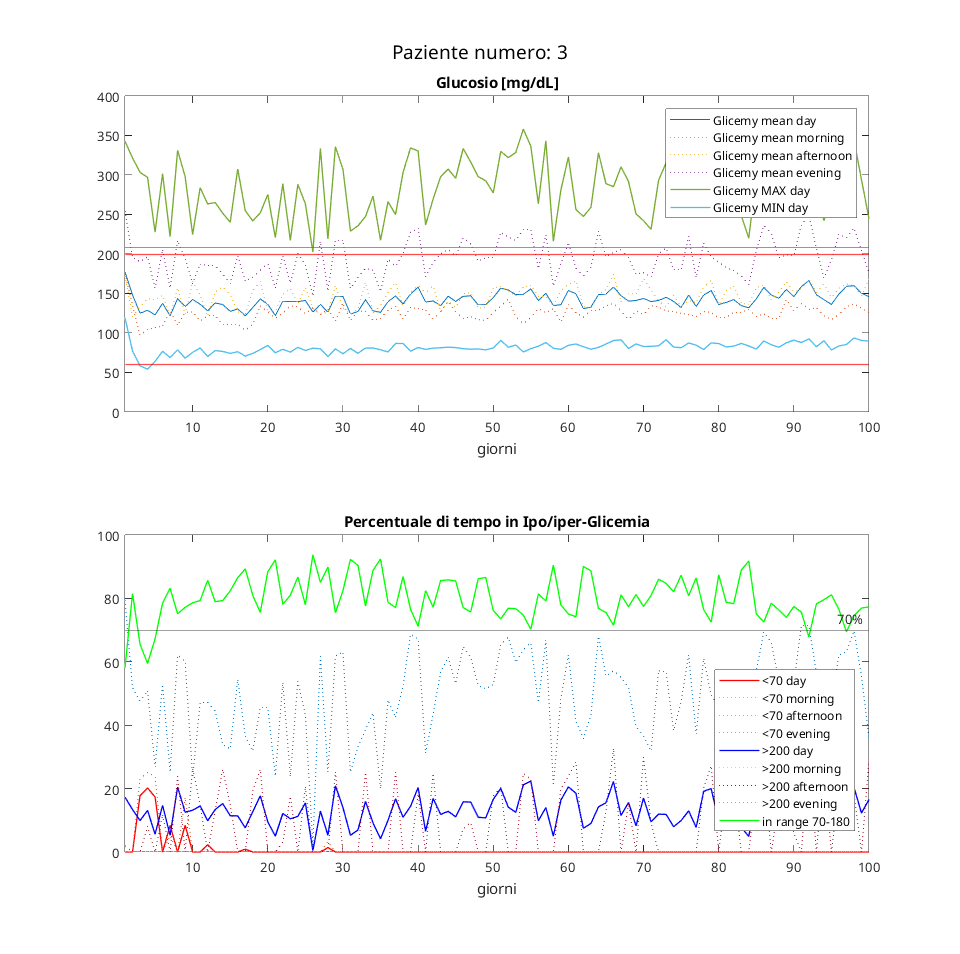 Paziente numero: 3
Glucosio [mg/dL]
400
350
300
250
200
150
100
50
0
Glicemy mean day
Glicemy mean morning
Glicemy mean afternoon
Glicemy mean evening
Glicemy MAX day
Glicemy MIN day
10 20 30 40 50 60 70 80 90 100
giorni
Percentuale di tempo in Ipo/iper-Glicemia
100
80
60
40
20
0
70%
<70 day
<70 morning
<70 afternoon
<70 evening
>200 day
>200 morning
>200 afternoon
>200 evening
in range 70-180
10 20 30 40 50 60 70 80 90 100
giorni